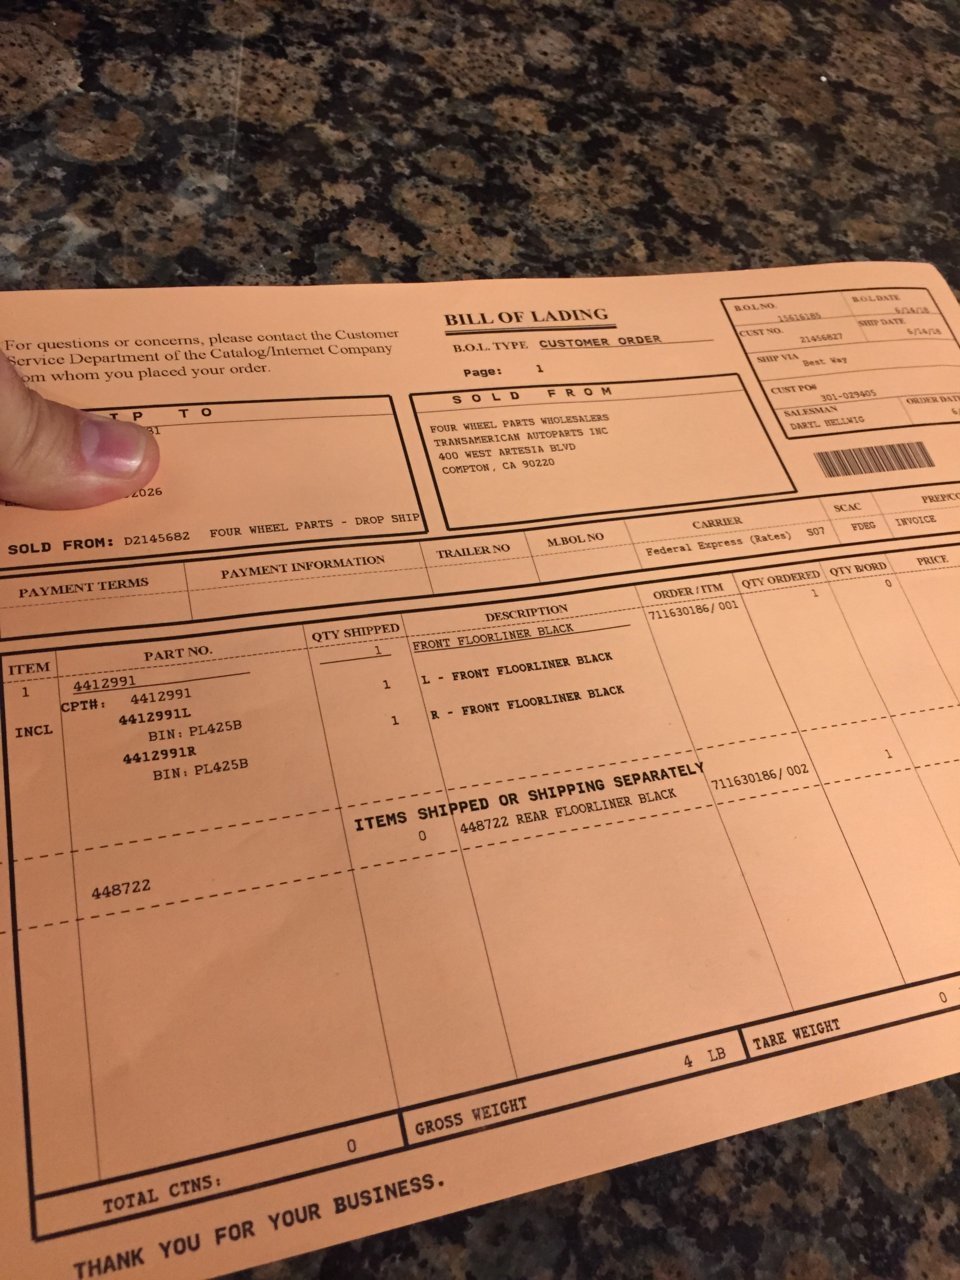 For questions or concerns, please contact the Customer
Service Department of the Catalog/Internet Company
from whom you placed your order.
BILL OF LADING
B.O.L. TYPE CUSTOMER ORDER
Page: 1
B.O.L NO. 15616185
B.O.L DATE 6/14/18
CUST NO. 21456827
SHIP DATE 6/14/18
SHIP VIA Best Way
CUST PO# 301-029405
SALESMAN DARYL HELLWIG
ORDER DATE
IP TO
2026
SOLD FROM
FOUR WHEEL PARTS WHOLESALERS
TRANSAMERICAN AUTOPARTS INC
400 WEST ARTESIA BLVD
COMPTON, CA 90220
SOLD FROM: D2145682 FOUR WHEEL PARTS - DROP SHIP
PAYMENT TERMS
PAYMENT INFORMATION
TRAILER NO
M.BOL NO
CARRIER
Federal Express (Rates) S07
SCAC
FDEG
PREP/CO
INVOICE
ITEM PART NO. QTY SHIPPED DESCRIPTION ORDER / ITM QTY ORDERED QTY B/ORD PRICE
1 4412991 1 FRONT FLOORLINER BLACK 711630186/001 1 0
CPT#: 4412991
INCL 4412991L 1 L - FRONT FLOORLINER BLACK
BIN: PL425B
4412991R 1 R - FRONT FLOORLINER BLACK
BIN: PL425B
ITEMS SHIPPED OR SHIPPING SEPARATELY
448722 0 448722 REAR FLOORLINER BLACK 711630186/002 1
TOTAL CTNS: 0
GROSS WEIGHT 4 LB
TARE WEIGHT 0
THANK YOU FOR YOUR BUSINESS.